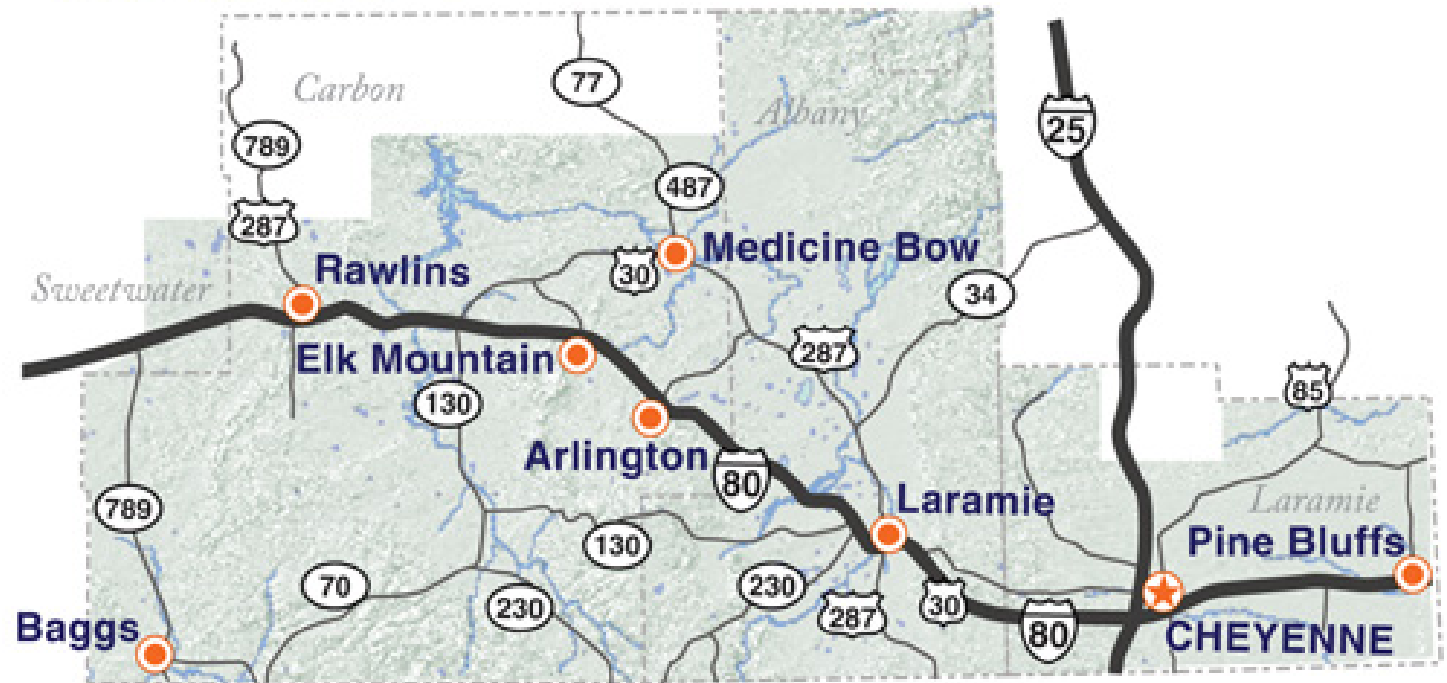 Carbon
77
Albany
25
789
487
287
Medicine Bow
30
Rawlins
Sweetwater
34
287
Elk Mountain
85
130
Arlington
80
Laramie
Laramie
789
Pine Bluffs
130
70
230
230
287
30
80
Baggs
CHEYENNE